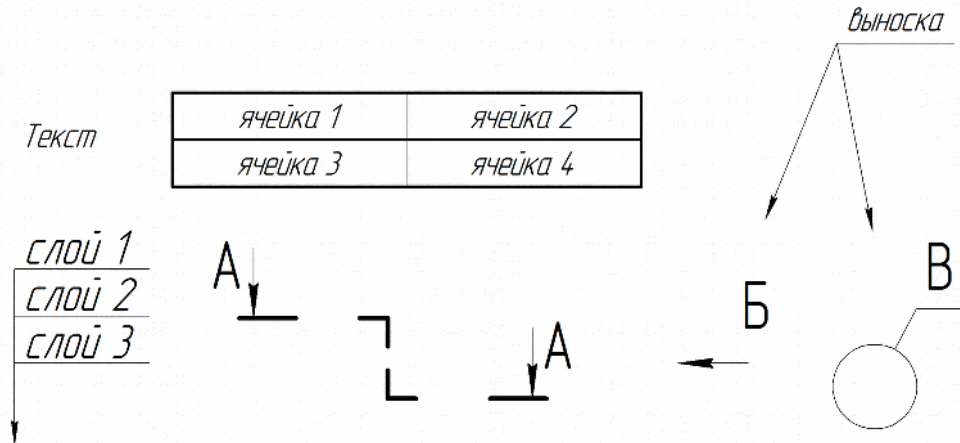 выноска
ячейка 1 ячейка 2
Текст
ячейка 3 ячейка 4
слой 1
слой 2
слой 3
А
А
Б
В